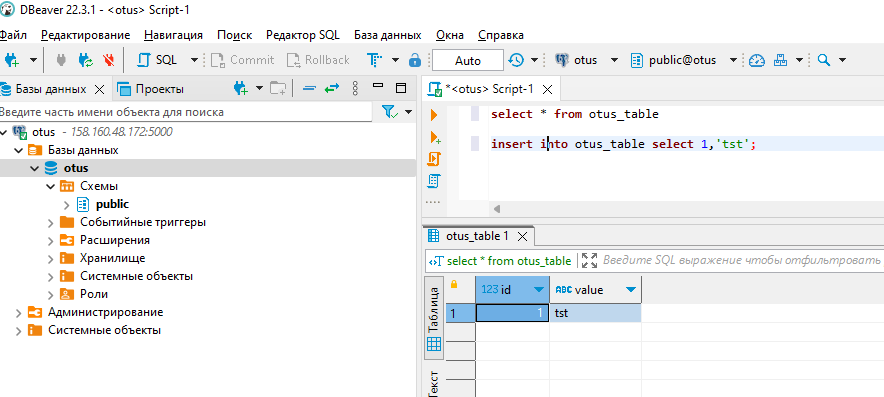 DBeaver 22.3.1 - <otus> Script-1
Файл Редактирование Навигация Поиск Редактор SQL База данных Окна Справка
SQL Commit Rollback T Auto otus public@otus
Базы данных Проекты
Введите часть имени объекта для поиска
otus - 158.160.48.172:5000
Базы данных
otus
Схемы
public
Событийные триггеры
Расширения
Хранилище
Системные объекты
Роли
Администрирование
Системные объекты
*<otus> Script-1
select * from otus_table
insert into otus_table select 1,'tst';
otus_table 1
select * from otus_table Введите SQL выражение чтобы отфильтровать
Таблица
Текст
123 id ABC value
1 1 tst